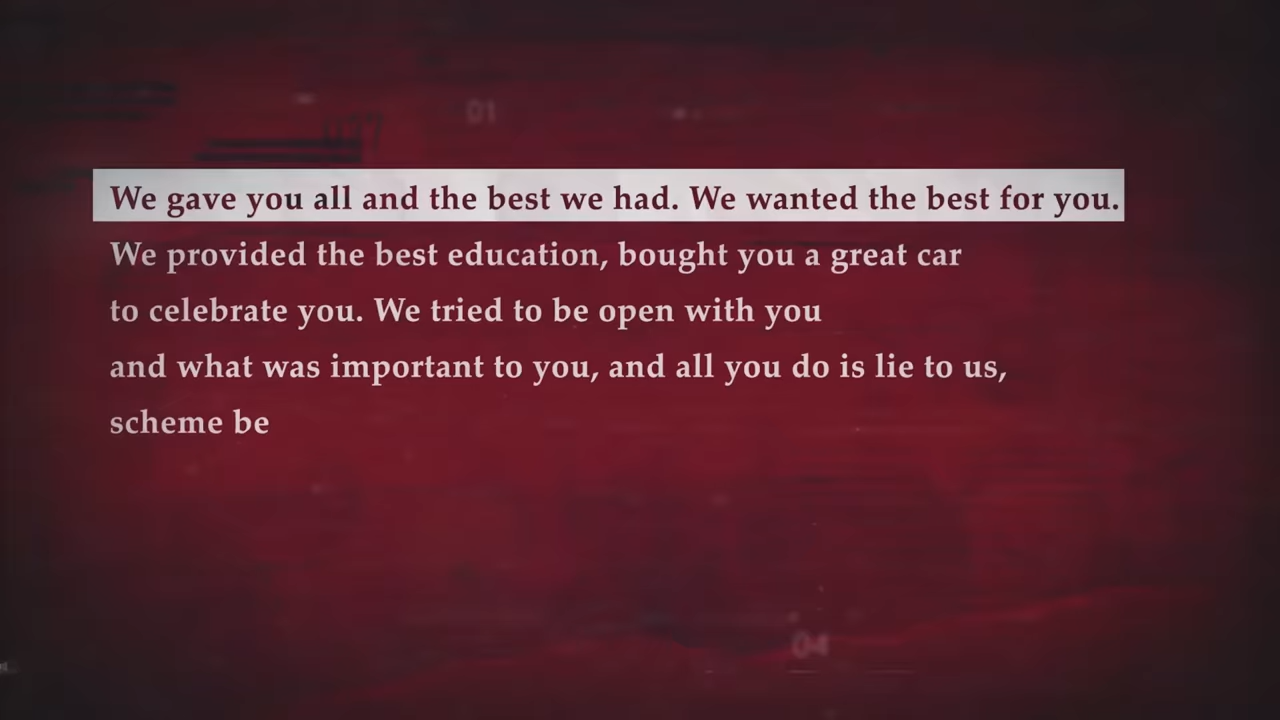 01
We gave you all and the best we had. We wanted the best for you.
We provided the best education, bought you a great car
to celebrate you. We tried to be open with you
and what was important to you, and all you do is lie to us,
scheme be
04